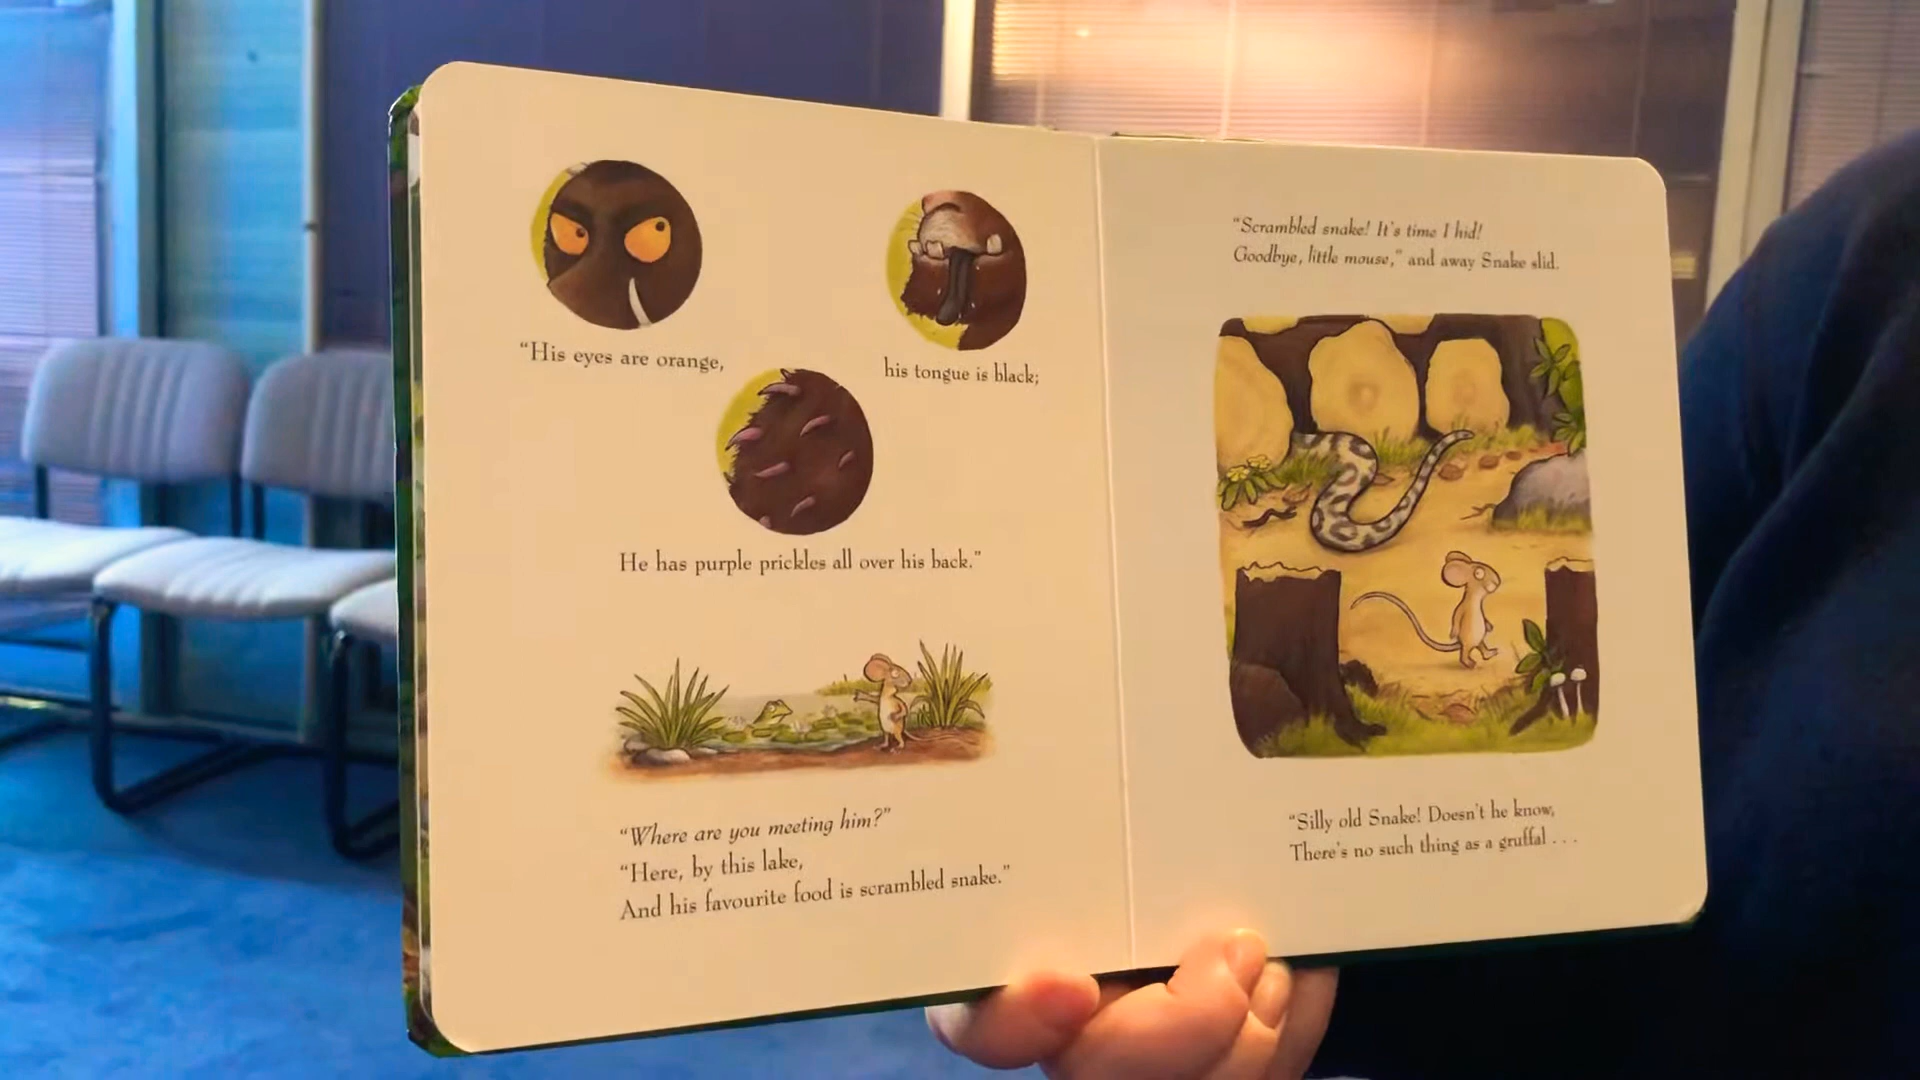 “His eyes are orange,
his tongue is black;
He has purple prickles all over his back.”
“Where are you meeting him?”
“Here, by this lake,
And his favourite food is scrambled snake.”
“Scrambled snake! It’s time I hid!
Goodbye, little mouse,” and away Snake slid.
“Silly old Snake! Doesn’t he know,
There’s no such thing as a gruffal . . .